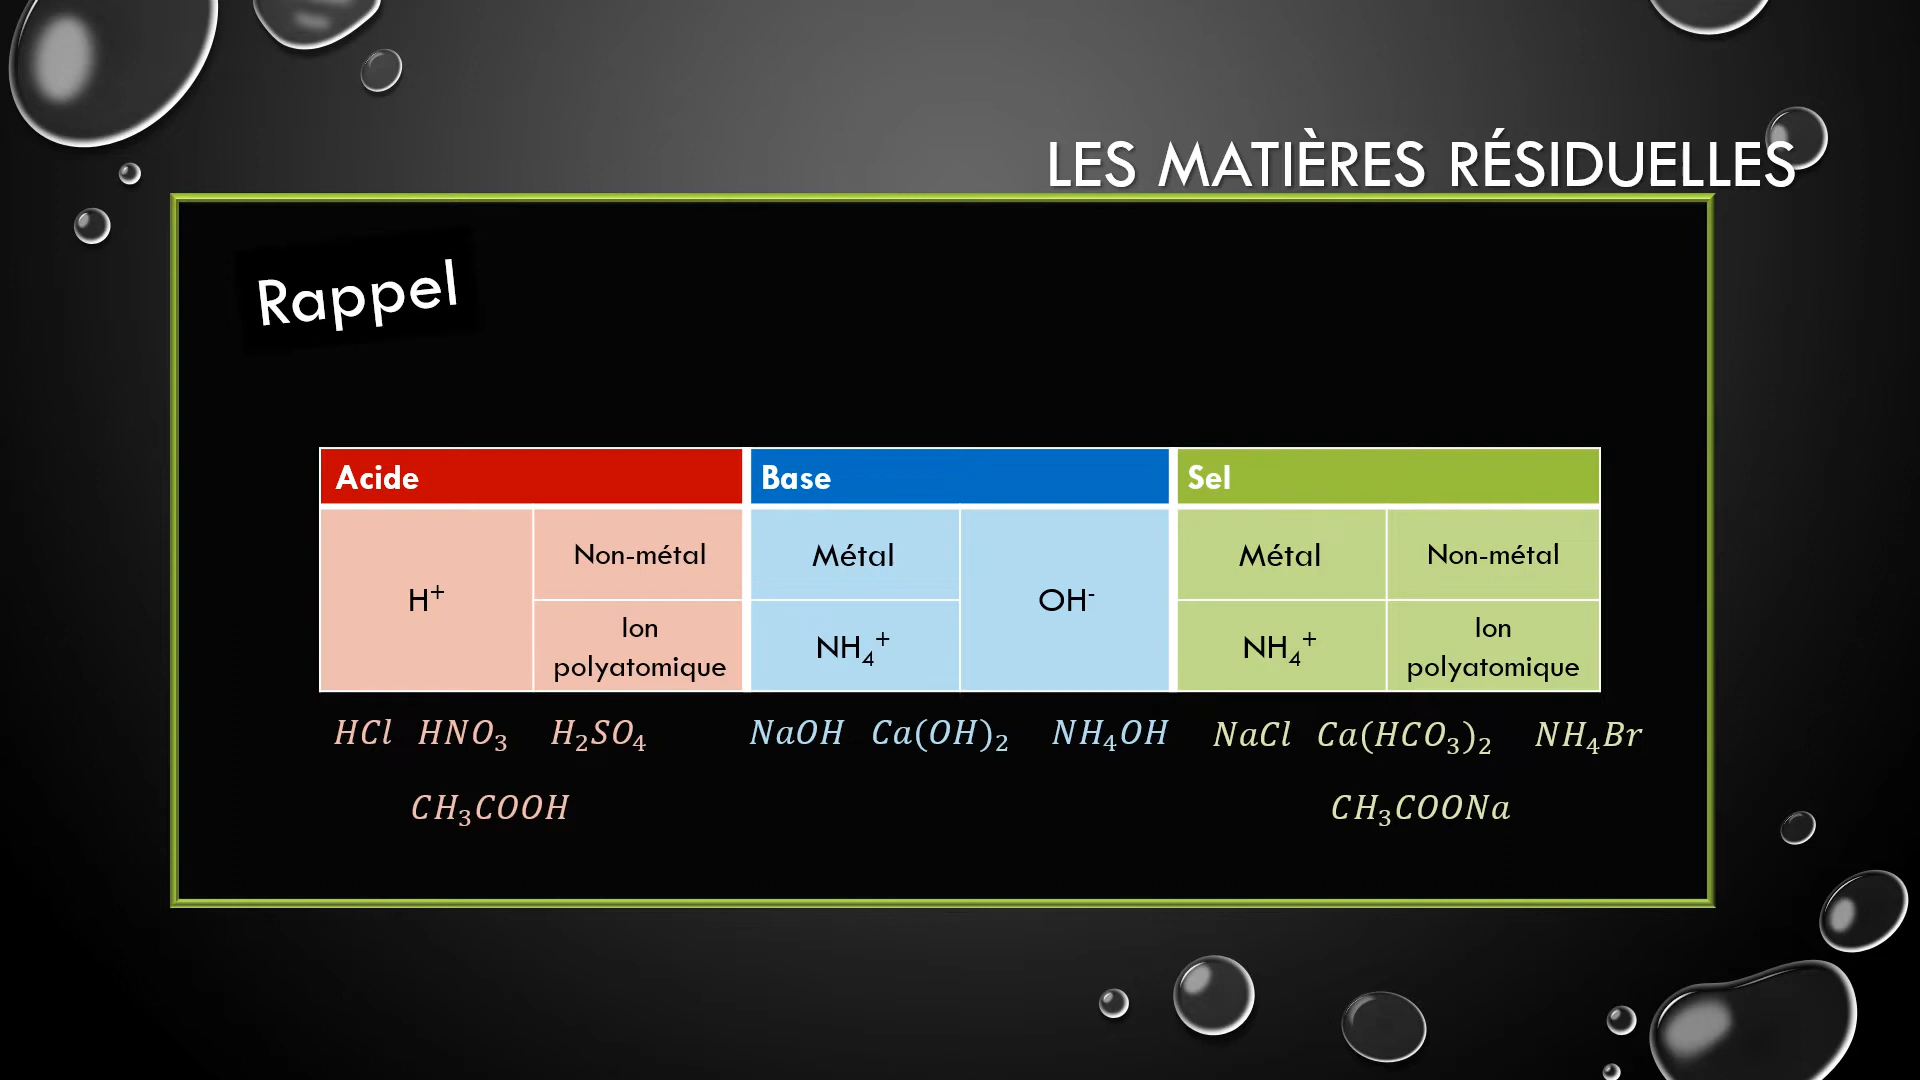 LES MATIÈRES RÉSIDUELLES
Rappel
Acide Base Sel
H⁺ Non-métal Métal OH⁻ Métal Non-métal
Ion polyatomique NH₄⁺ NH₄⁺ Ion polyatomique
HCl HNO₃ H₂SO₄ NaOH Ca(OH)₂ NH₄OH NaCl Ca(HCO₃)₂ NH₄Br
CH₃COOH CH₃COONa